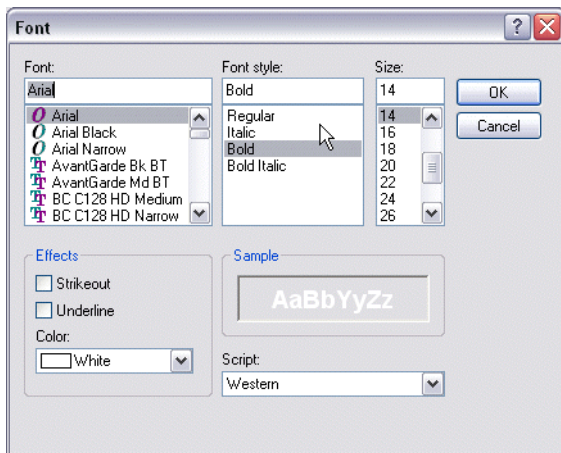 Font
Font: Font style: Size:
Arial Bold 14 OK
Arial Regular 14 Cancel
Arial Black Italic 16
Arial Narrow Bold 18
AvantGarde Bk BT Bold Italic 20
AvantGarde Md BT 22
BC C128 HD Medium 24
BC C128 HD Narrow 26
Effects Sample
Strikeout
Underline AaBbYyZz
Color:
White Script:
Western